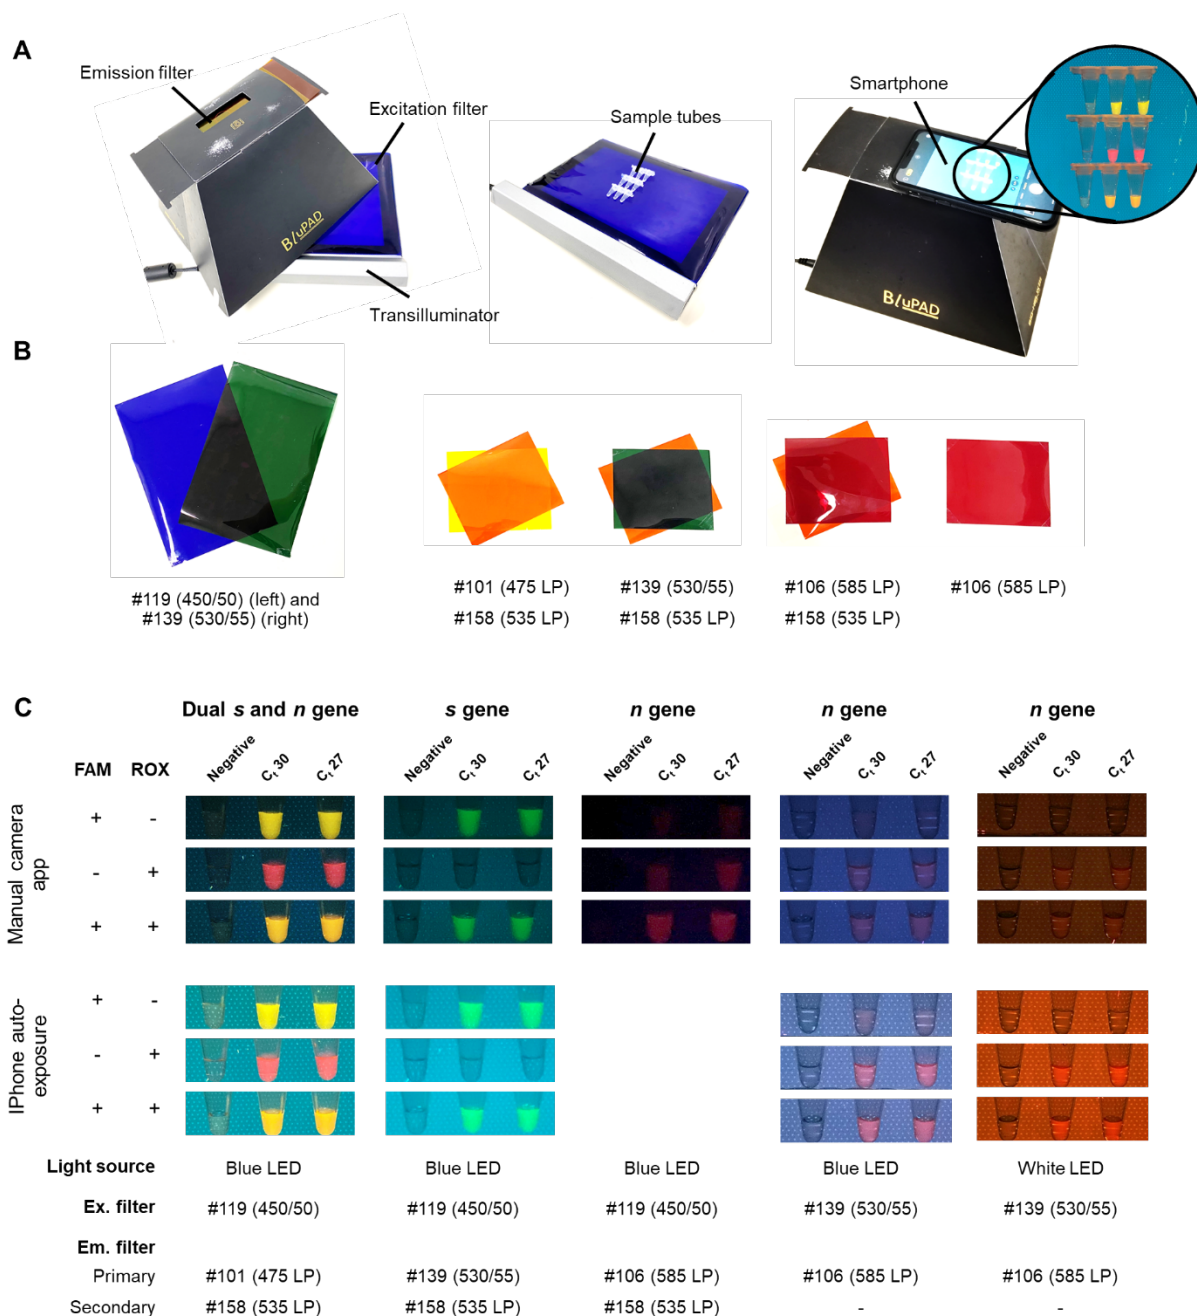 A
Emission filter
Excitation filter
Sample tubes
Smartphone
BluPAD
Transilluminator
BluPAD
B
#119 (450/50) (left) and
#139 (530/55) (right)
#101 (475 LP)
#158 (535 LP)
#139 (530/55)
#158 (535 LP)
#106 (585 LP)
#158 (535 LP)
#106 (585 LP)
C
Dual s and n gene
s gene
n gene
n gene
n gene
FAM ROX
Negative Ct 30 Ct 27
Negative Ct 30 Ct 27
Negative Ct 30 Ct 27
Negative Ct 30 Ct 27
Negative Ct 30 Ct 27
Manual camera
app
+ -
- +
+ +
IPhone auto-
exposure
+ -
- +
+ +
Light source Blue LED Blue LED Blue LED Blue LED White LED
Ex. filter #119 (450/50) #119 (450/50) #119 (450/50) #139 (530/55) #139 (530/55)
Em. filter
Primary #101 (475 LP) #139 (530/55) #106 (585 LP) #106 (585 LP) #106 (585 LP)
Secondary #158 (535 LP) #158 (535 LP) #158 (535 LP) - -